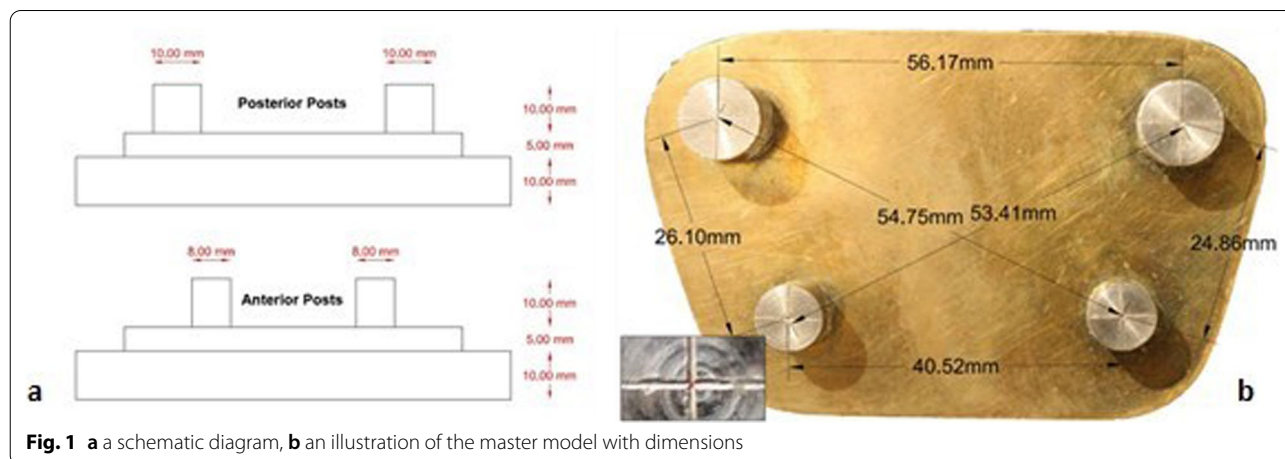 10.00 mm 10.00 mm
Posterior Posts
10.00 mm
5.00 mm
10.00 mm
8.00 mm 8.00 mm
Anterior Posts
10.00 mm
5.00 mm
10.00 mm
a
56.17mm
54.75mm 53.41mm
26.10mm
24.86mm
40.52mm
b
Fig. 1 a a schematic diagram, b an illustration of the master model with dimensions